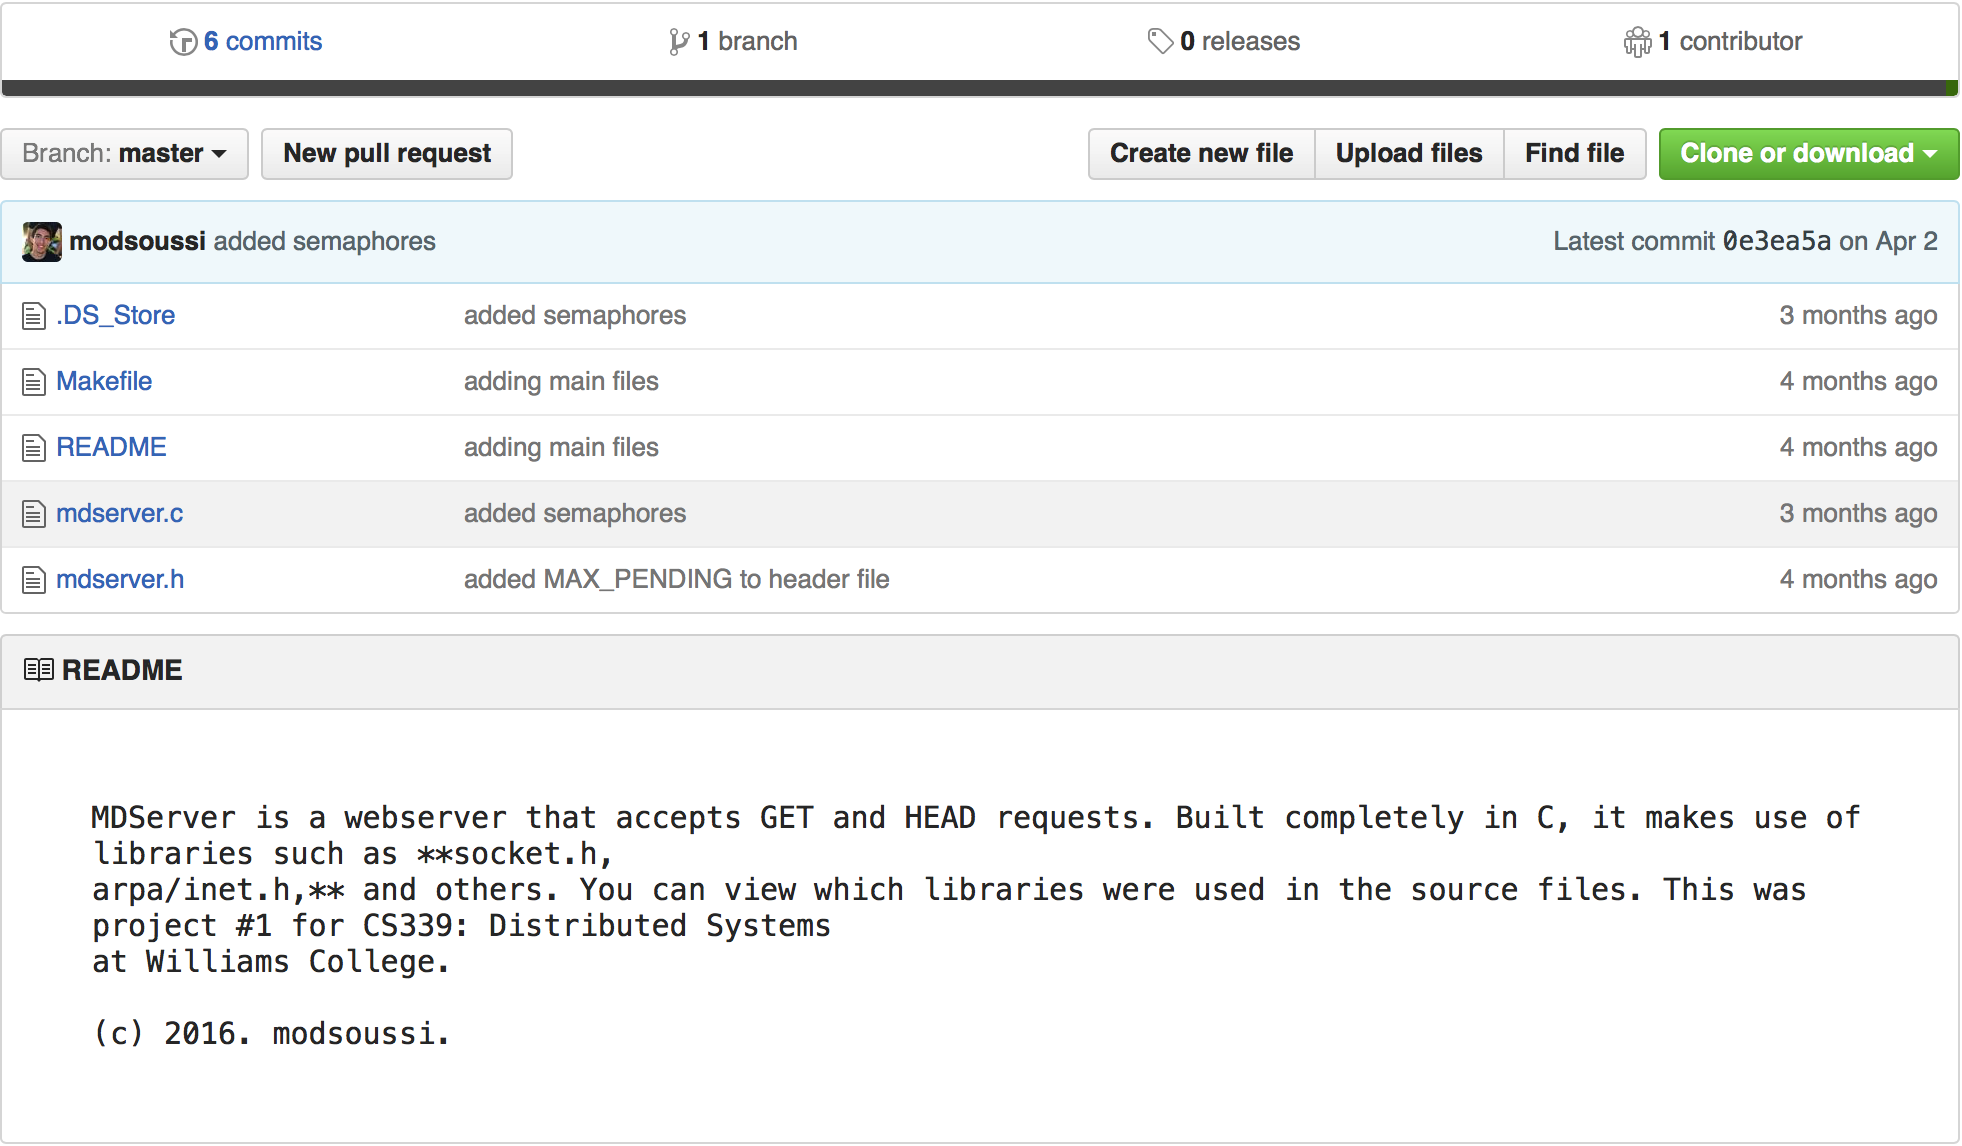 6 commits 1 branch 0 releases 1 contributor
Branch: master New pull request Create new file Upload files Find file Clone or download
modsoussi added semaphores Latest commit 0e3ea5a on Apr 2
.DS_Store added semaphores 3 months ago
Makefile adding main files 4 months ago
README adding main files 4 months ago
mdserver.c added semaphores 3 months ago
mdserver.h added MAX_PENDING to header file 4 months ago
README
MDServer is a webserver that accepts GET and HEAD requests. Built completely in C, it makes use of
libraries such as **socket.h,
arpa/inet.h,** and others. You can view which libraries were used in the source files. This was
project #1 for CS339: Distributed Systems
at Williams College.
(c) 2016. modsoussi.